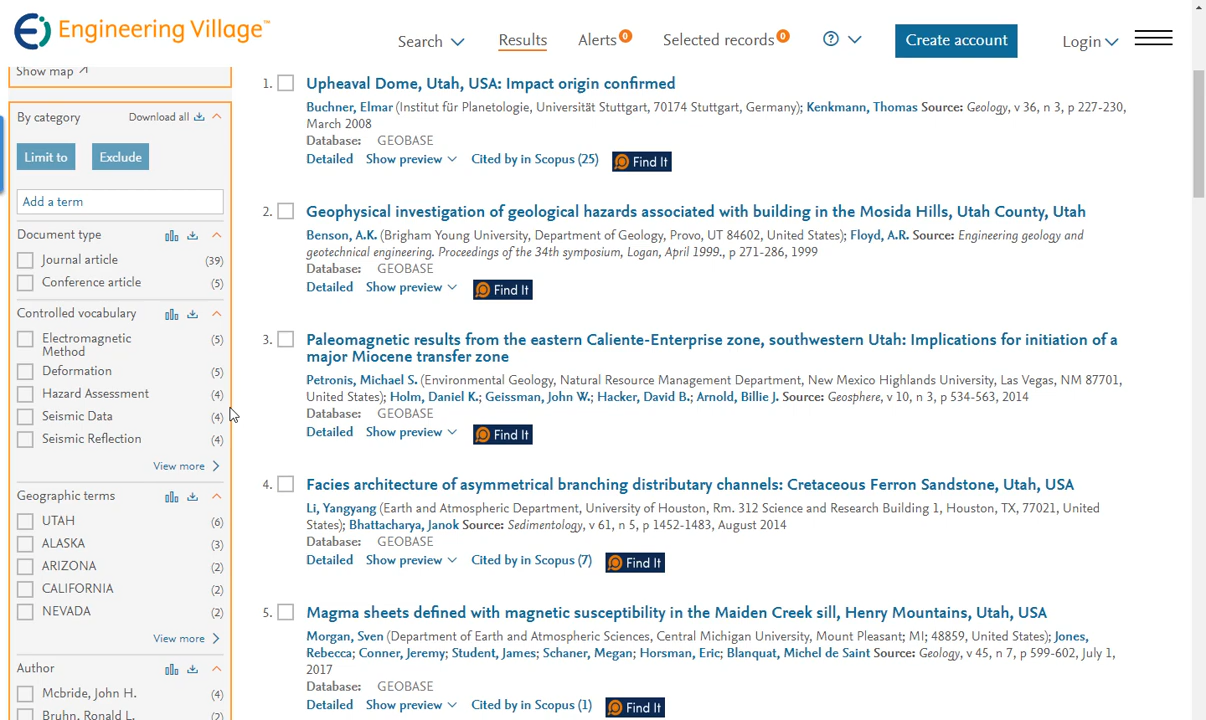 Engineering Village™
Search
Results
Alerts 0
Selected records 0
?
Create account
Login
Show map
By category
Download all
Limit to
Exclude
Add a term
Document type
Journal article (39)
Conference article (5)
Controlled vocabulary
Electromagnetic (5)
Method
Deformation (5)
Hazard Assessment (4)
Seismic Data (4)
Seismic Reflection (4)
View more
Geographic terms
UTAH (6)
ALASKA (3)
ARIZONA (2)
CALIFORNIA (2)
NEVADA (2)
View more
Author
Mcbride, John H. (4)
Bruhn, Ronald L. (2)
1. Upheaval Dome, Utah, USA: Impact origin confirmed
Buchner, Elmar (Institut für Planetologie, Universität Stuttgart, 70174 Stuttgart, Germany); Kenkmann, Thomas Source: Geology, v 36, n 3, p 227-230,
March 2008
Database: GEOBASE
Detailed Show preview Cited by in Scopus (25) Find It
2. Geophysical investigation of geological hazards associated with building in the Mosida Hills, Utah County, Utah
Benson, A.K. (Brigham Young University, Department of Geology, Provo, UT 84602, United States); Floyd, A.R. Source: Engineering geology and
geotechnical engineering. Proceedings of the 34th symposium, Logan, April 1999., p 271-286, 1999
Database: GEOBASE
Detailed Show preview Find It
3. Paleomagnetic results from the eastern Caliente-Enterprise zone, southwestern Utah: Implications for initiation of a
major Miocene transfer zone
Petronis, Michael S. (Environmental Geology, Natural Resource Management Department, New Mexico Highlands University, Las Vegas, NM 87701,
United States); Holm, Daniel K.; Geissman, John W.; Hacker, David B.; Arnold, Billie J. Source: Geosphere, v 10, n 3, p 534-563, 2014
Database: GEOBASE
Detailed Show preview Find It
4. Facies architecture of asymmetrical branching distributary channels: Cretaceous Ferron Sandstone, Utah, USA
Li, Yangyang (Earth and Atmospheric Department, University of Houston, Rm. 312 Science and Research Building 1, Houston, TX, 77021, United
States); Bhattacharya, Janok Source: Sedimentology, v 61, n 5, p 1452-1483, August 2014
Database: GEOBASE
Detailed Show preview Cited by in Scopus (7) Find It
5. Magma sheets defined with magnetic susceptibility in the Maiden Creek sill, Henry Mountains, Utah, USA
Morgan, Sven (Department of Earth and Atmospheric Sciences, Central Michigan University, Mount Pleasant; MI; 48859, United States); Jones,
Rebecca; Conner, Jeremy; Student, James; Schaner, Megan; Horsman, Eric; Blanquat, Michel de Saint Source: Geology, v 45, n 7, p 599-602, July 1,
2017
Database: GEOBASE
Detailed Show preview Cited by in Scopus (1) Find It